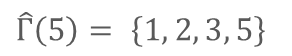 Γ̂(5) = {1, 2, 3, 5}